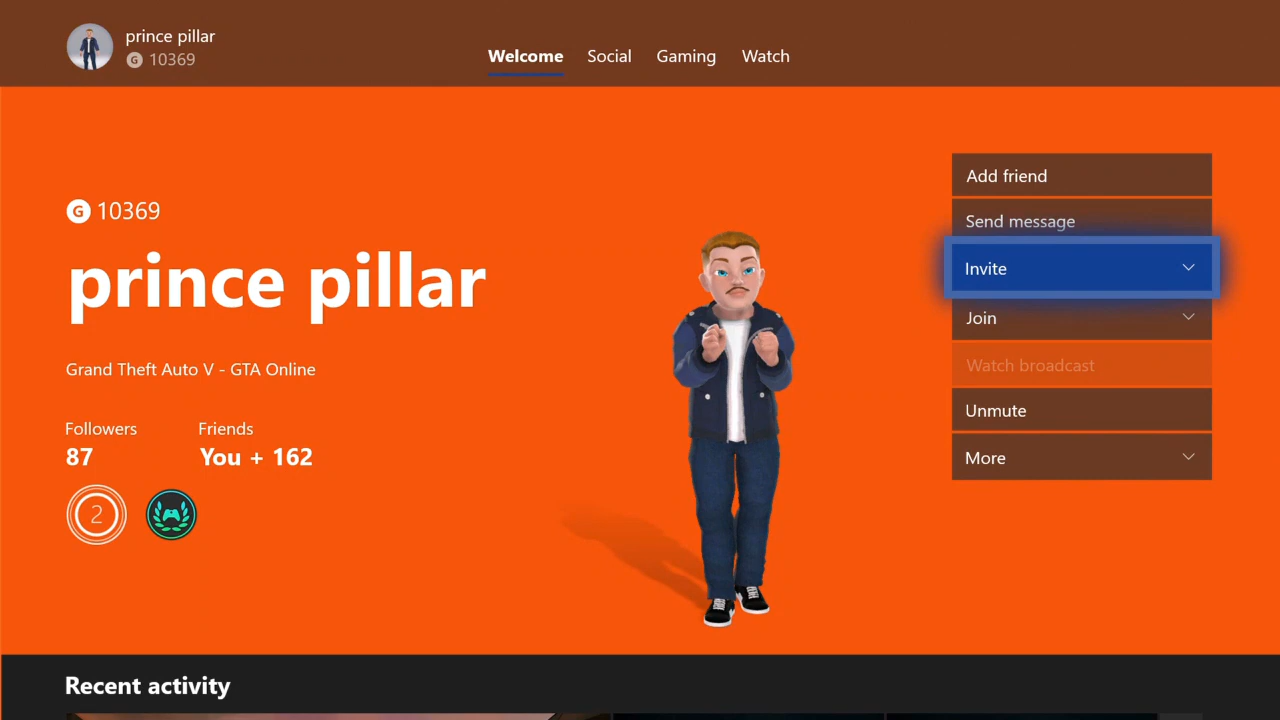 prince pillar
G 10369
Welcome Social Gaming Watch
G 10369
prince pillar
Grand Theft Auto V - GTA Online
Followers Friends
87 You + 162
2
Add friend
Send message
Invite
Join
Watch broadcast
Unmute
More
Recent activity